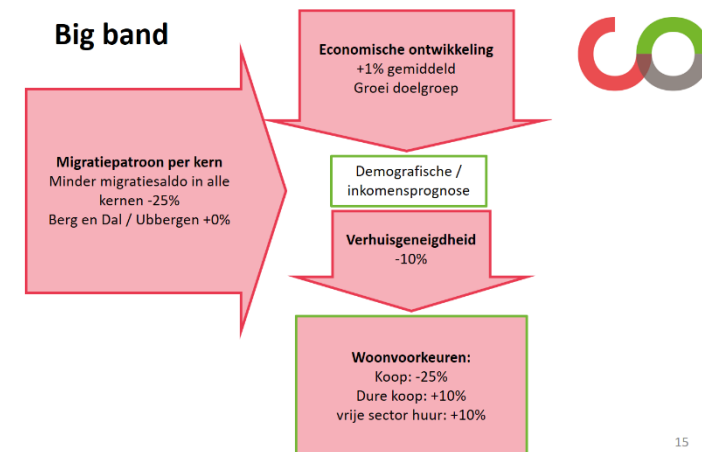 Big band
Economische ontwikkeling
+1% gemiddeld
Groei doelgroep
Migratiepatroon per kern
Minder migratiesaldo in alle
kernen -25%
Berg en Dal / Ubbergen +0%
Demografische /
inkomensprognose
Verhuisgeneigdheid
-10%
Woonvoorkeuren:
Koop: -25%
Dure koop: +10%
vrije sector huur: +10%
15